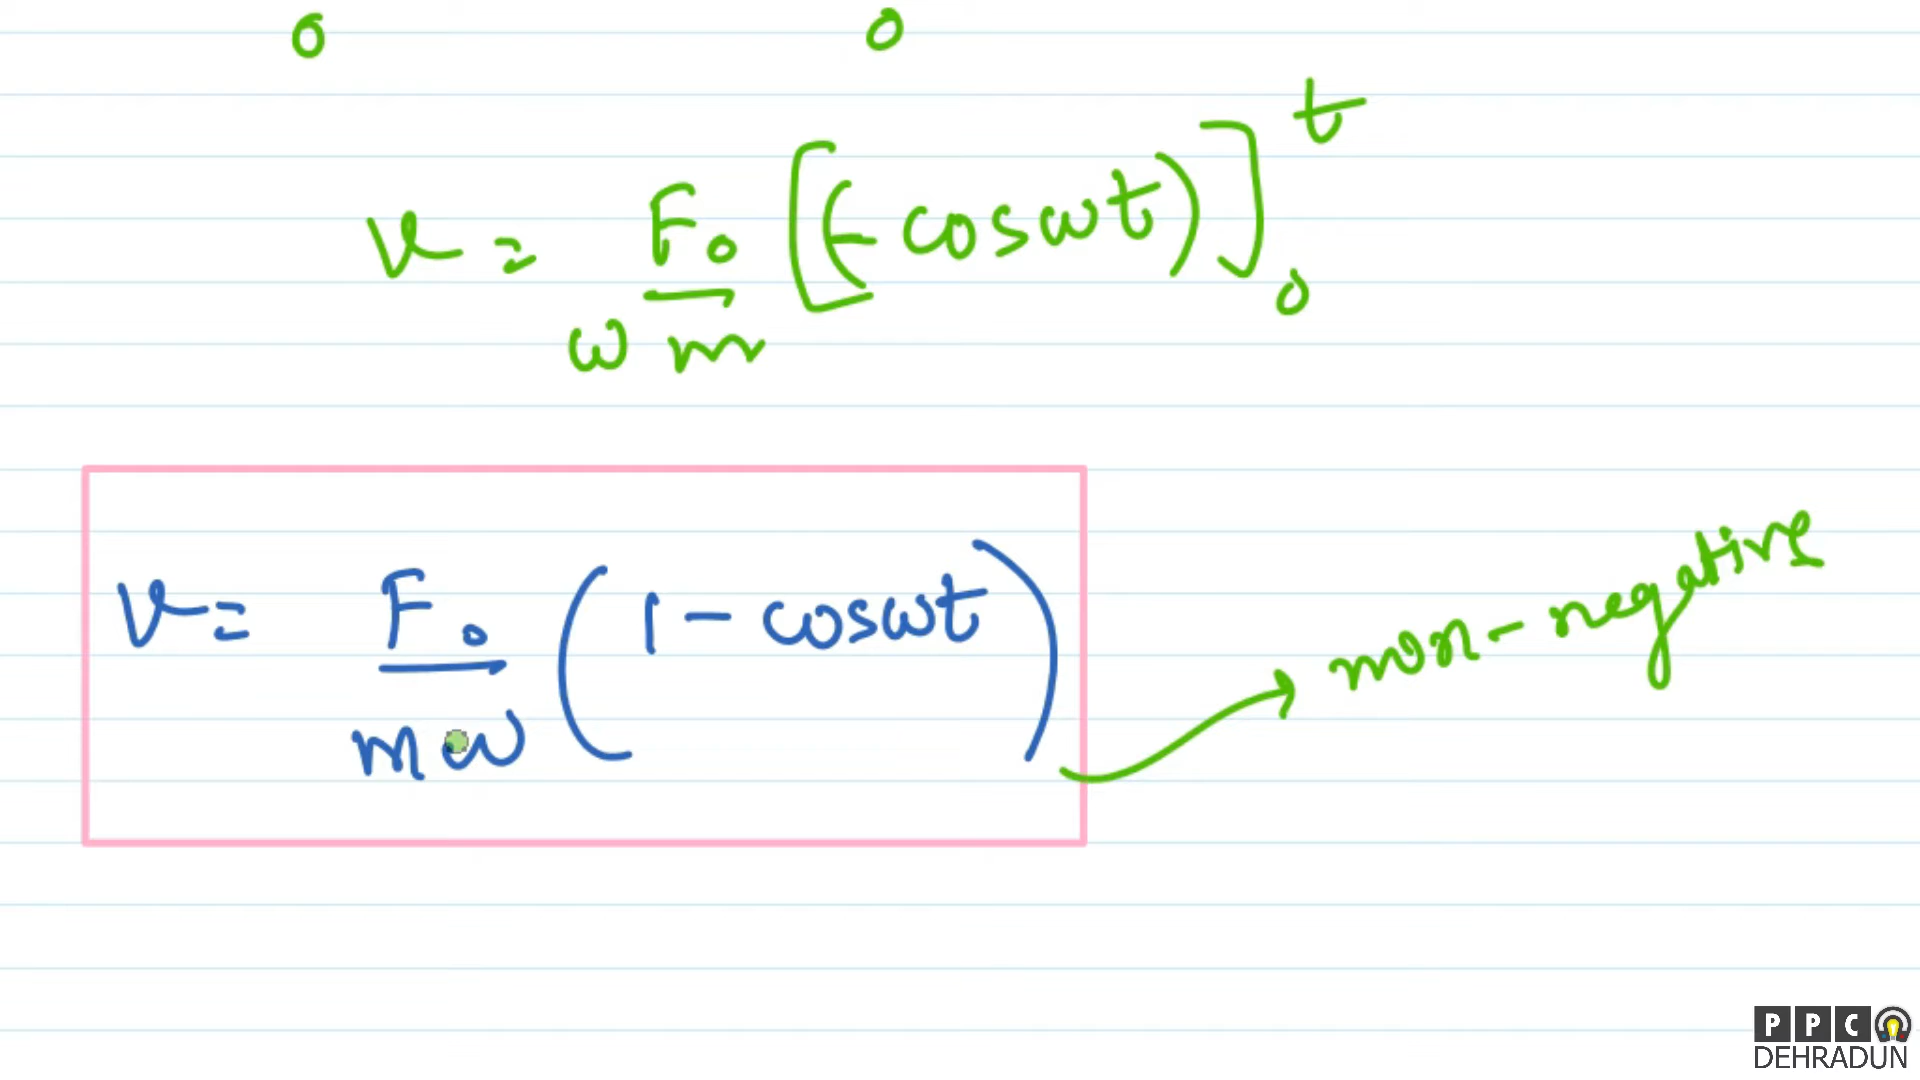 0 0
v = F₀/ωm [(-cosωt)]₀ᵗ
v = F₀/mω (1 - cosωt) → non-negative
PPC
DEHRADUN